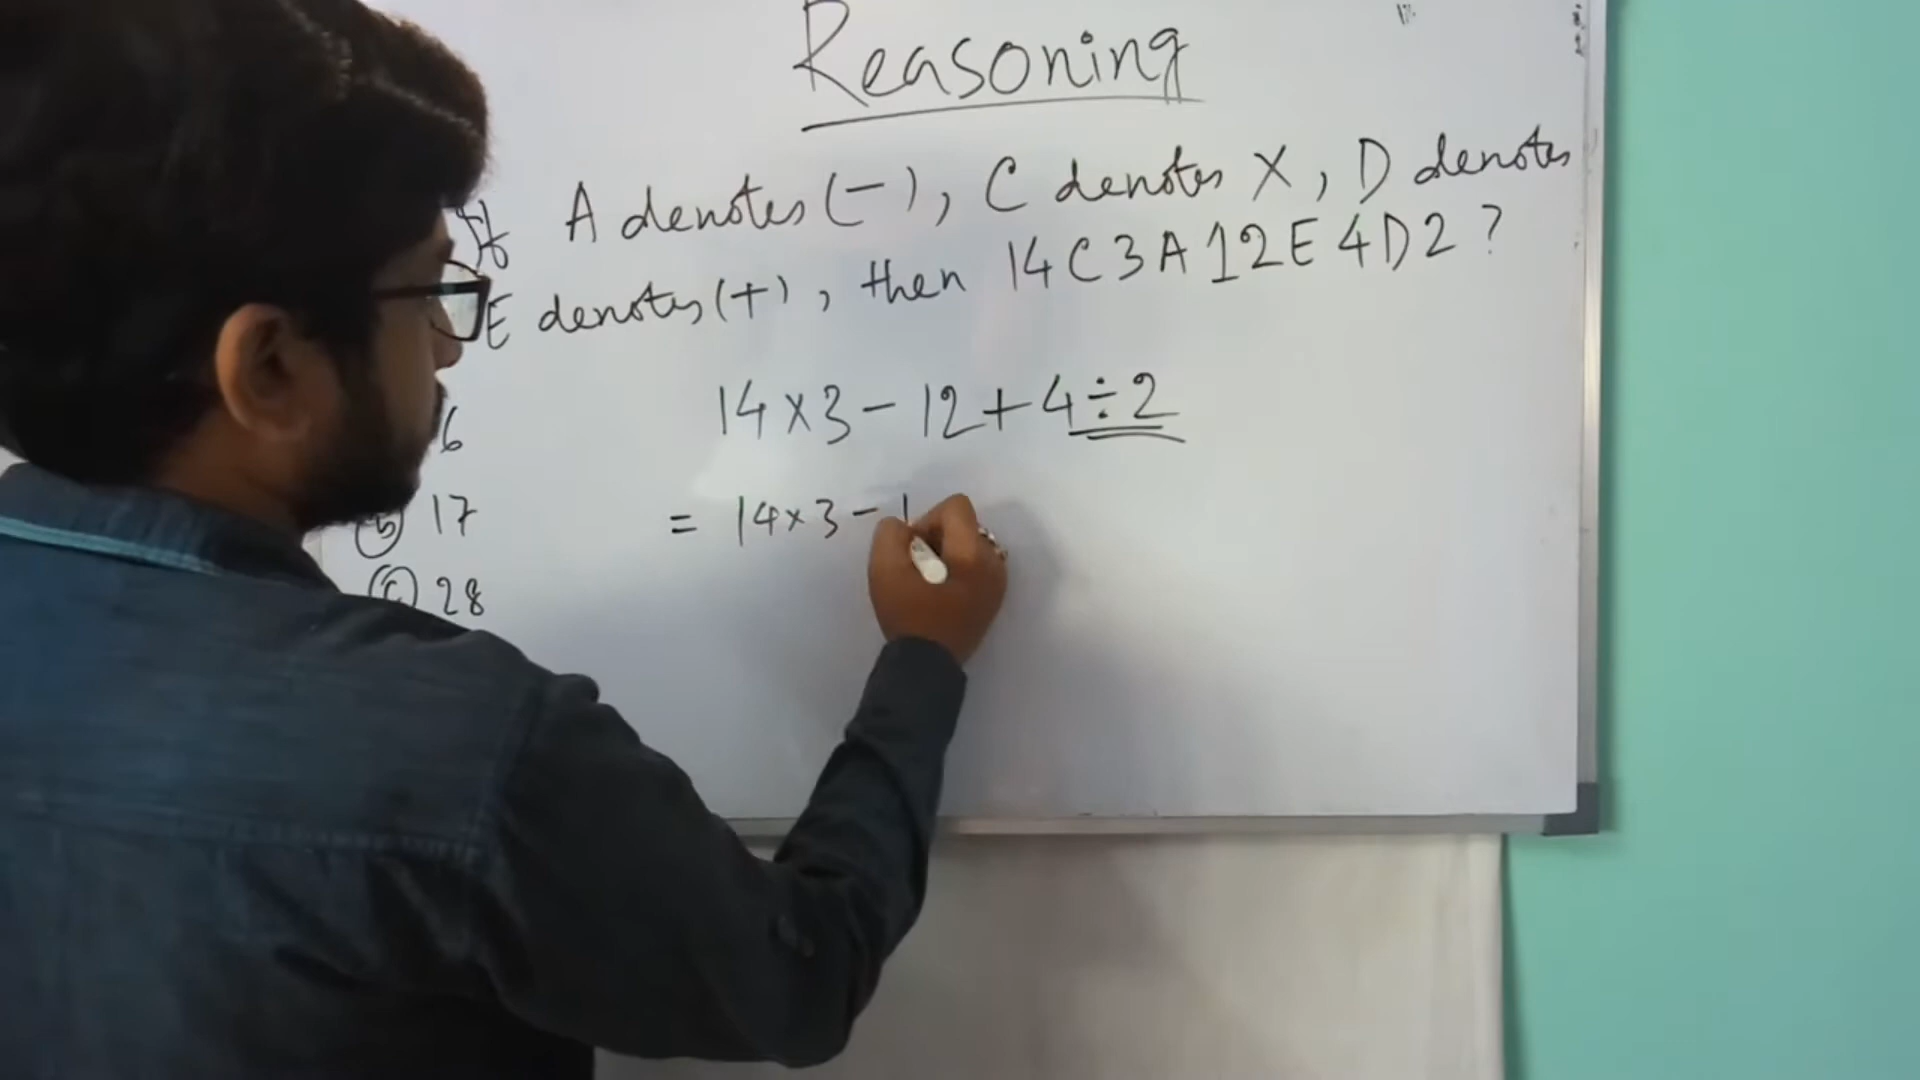 Reasoning
If A denotes (-), C denotes X, D denotes
E denotes (+), then 14C3A12E4D2?
14×3-12+4÷2
6
= 14×3-1
(b) 17
(c) 28